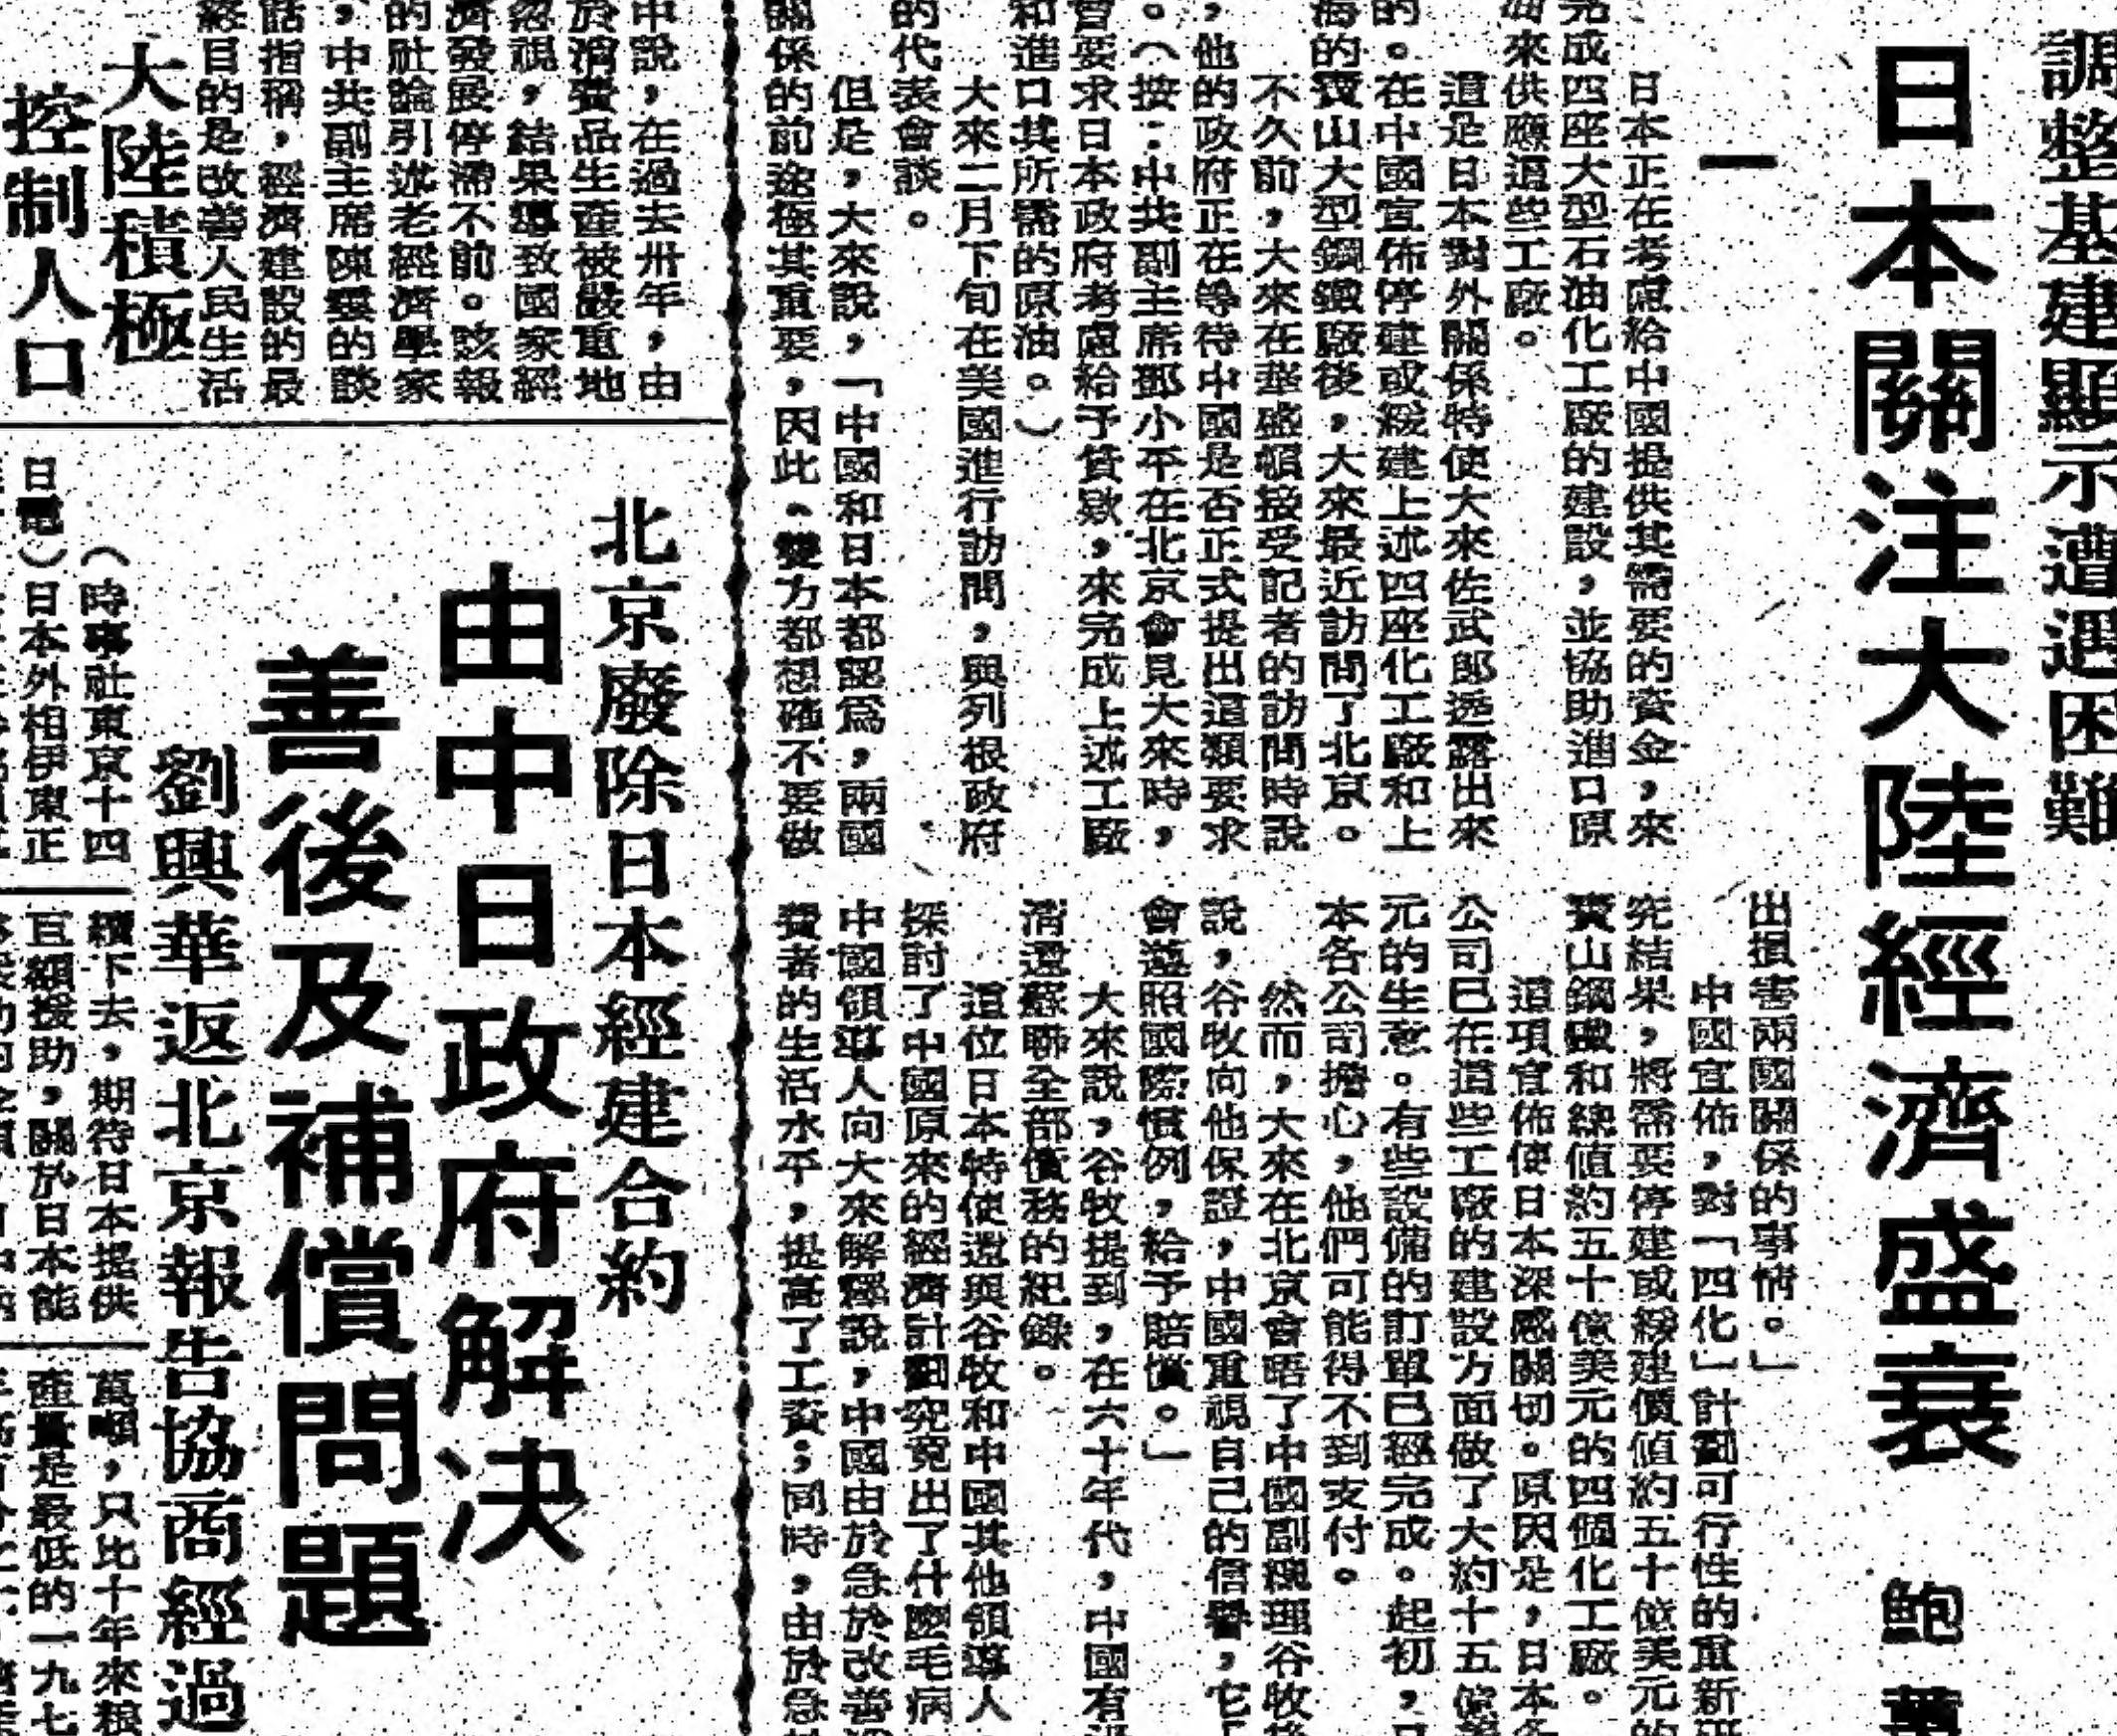 調整基建顯示遭遇困難
日本關注大陸經濟盛衰
鮑
一
日本正在考慮給中國提供其需要的資金，來
完成四座大型石油化工廠的建設，並協助進口原
油來供應這些工廠。
這是日本對外關係特使大來佐武郎透露出來
的。在中國宣佈停建或緩建上述四座化工廠和上
海的寶山大型鋼鐵廠後，大來最近訪問了北京。
不久前，大來在華盛頓接受記者的訪問時說
，他的政府正在等待中國是否正式提出這類要求
。（按：中共副主席鄧小平在北京會見大來時，
曾要求日本政府考慮給予貸款，來完成上述工廠
和進口其所需的原油。）
大來二月下旬在美國進行訪問，與列根政府
的代表會談。
但是，大來說，「中國和日本都認為，兩國
關係的前途極其重要，因此，雙方都想確不要做
出損害兩國關係的事情。」
中國宣佈，對「四化」計劃可行性的重新研
究結果，將需要停建或緩建價值約五十億美元的
寶山鋼鐵和總值約五十億美元的四個化工廠。
這項宣佈使日本深感關切。原因是，日本各
公司已在這些工廠的建設方面做了大約十五億美
元的生意。有些設備的訂單已經完成。起初，日
本各公司擔心，他們可能得不到支付。
然而，大來在北京會晤了中國副總理谷牧後
說，谷牧向他保證，中國重視自己的信譽，它
會遵照國際慣例，給予賠償。」
大來說，谷牧提到，在六十年代，中國有過
清還蘇聯全部債務的紀錄。
這位日本特使還與谷牧和中國其他領導人
探討了中國原來的經濟計劃究竟出了什麼毛病
中國領導人向大來解釋說，中國由於急於改善
費者的生活水平，提高了工資；同時，由於急
中說，在過去卅年，由
於消費品生產被嚴重地
忽視，結果導致國家經
濟發展停滯不前。該報
的社論引述老經濟學家
，中共副主席陳雲的談
話指稱，經濟建設的最
終目的是改善人民生活
大陸積極
控制人口
北京廢除日本經建合約
由中日政府解決
善後及補償問題
劉興華返北京報告協商經過
（時事社東京十四
日電）日本外相伊東正
續下去，期待日本提供
巨額援助，關於日本能
萬噸，只比十年來粮
產量是最低的一九七